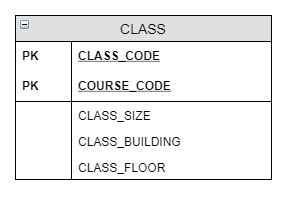 CLASS
PK CLASS_CODE
PK COURSE_CODE
CLASS_SIZE
CLASS_BUILDING
CLASS_FLOOR